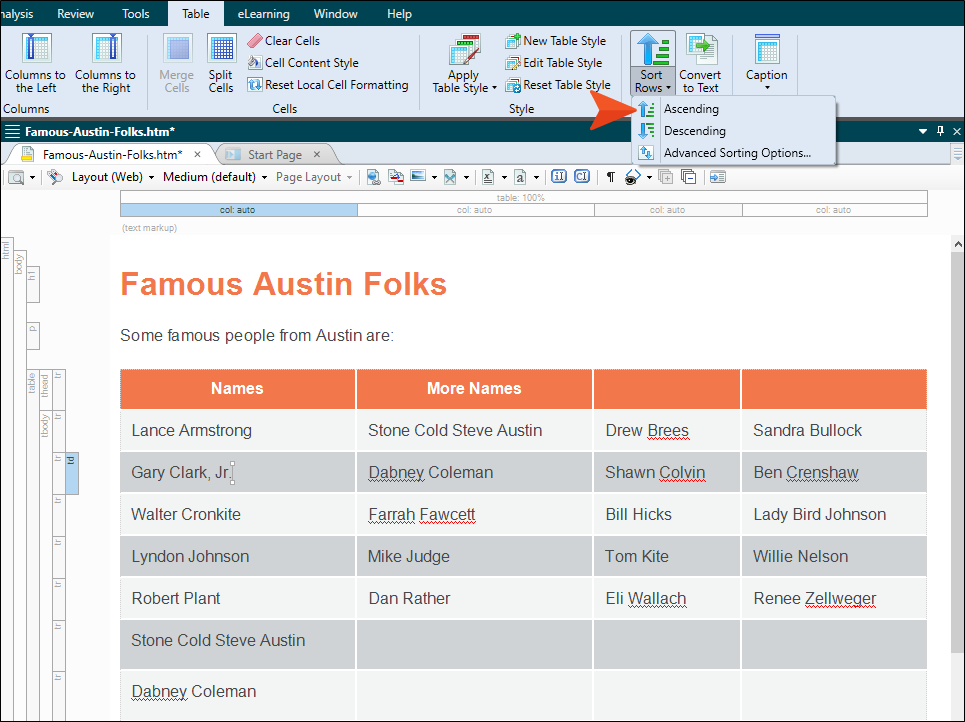 nalysis Review Tools Table eLearning Window Help
Columns to the Left
Columns to the Right
Columns
Merge Cells
Split Cells
Clear Cells
Cell Content Style
Reset Local Cell Formatting
Cells
Apply Table Style
New Table Style
Edit Table Style
Reset Table Style
Style
Sort Rows
Convert to Text
Caption
Ascending
Descending
Advanced Sorting Options...
Famous-Austin-Folks.htm*
Famous-Austin-Folks.htm* Start Page
Layout (Web) Medium (default) Page Layout
table: 100%
col: auto col: auto col: auto col: auto
(text markup)
html
body
h1
p
table
thead
tbody
tr
tr
tr
td
tr
tr
tr
tr
tr
Famous Austin Folks
Some famous people from Austin are:
Names More Names
Lance Armstrong Stone Cold Steve Austin Drew Brees Sandra Bullock
Gary Clark, Jr. Dabney Coleman Shawn Colvin Ben Crenshaw
Walter Cronkite Farrah Fawcett Bill Hicks Lady Bird Johnson
Lyndon Johnson Mike Judge Tom Kite Willie Nelson
Robert Plant Dan Rather Eli Wallach Renee Zellweger
Stone Cold Steve Austin
Dabney Coleman